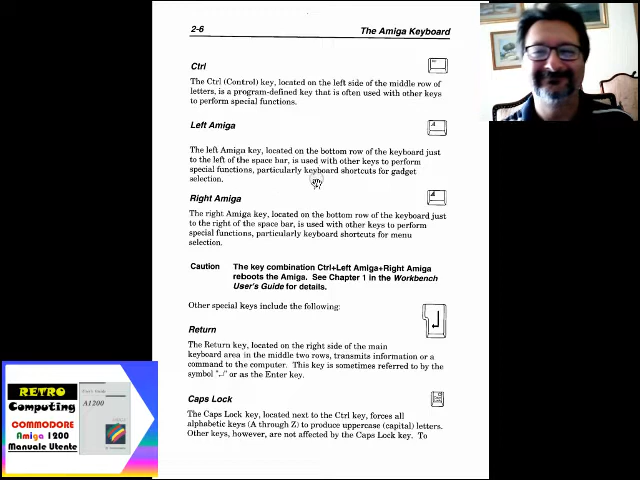 2-6 The Amiga Keyboard
Ctrl
The Ctrl (Control) key, located on the left side of the middle row of
letters, is a program-defined key that is often used with other keys
to perform special functions.
Left Amiga
The left Amiga key, located on the bottom row of the keyboard just
to the left of the space bar, is used with other keys to perform
special functions, particularly keyboard shortcuts for gadget
selection.
Right Amiga
The right Amiga key, located on the bottom row of the keyboard just
to the right of the space bar, is used with other keys to perform
special functions, particularly keyboard shortcuts for menu
selection.
Caution The key combination Ctrl+Left Amiga+Right Amiga
reboots the Amiga. See Chapter 1 in the Workbench
User's Guide for details.
Other special keys include the following:
Return
The Return key, located on the right side of the main
keyboard area in the middle two rows, transmits information or a
command to the computer. This key is sometimes referred to by the
symbol "↵" or as the Enter key.
Caps Lock
The Caps Lock key, located next to the Ctrl key, forces all
alphabetic keys (A through Z) to produce uppercase (capital) letters.
Other keys, however, are not affected by the Caps Lock key. To
RETRO
Computing
COMMODORE
Amiga 1200
Manuale Utente
A1200